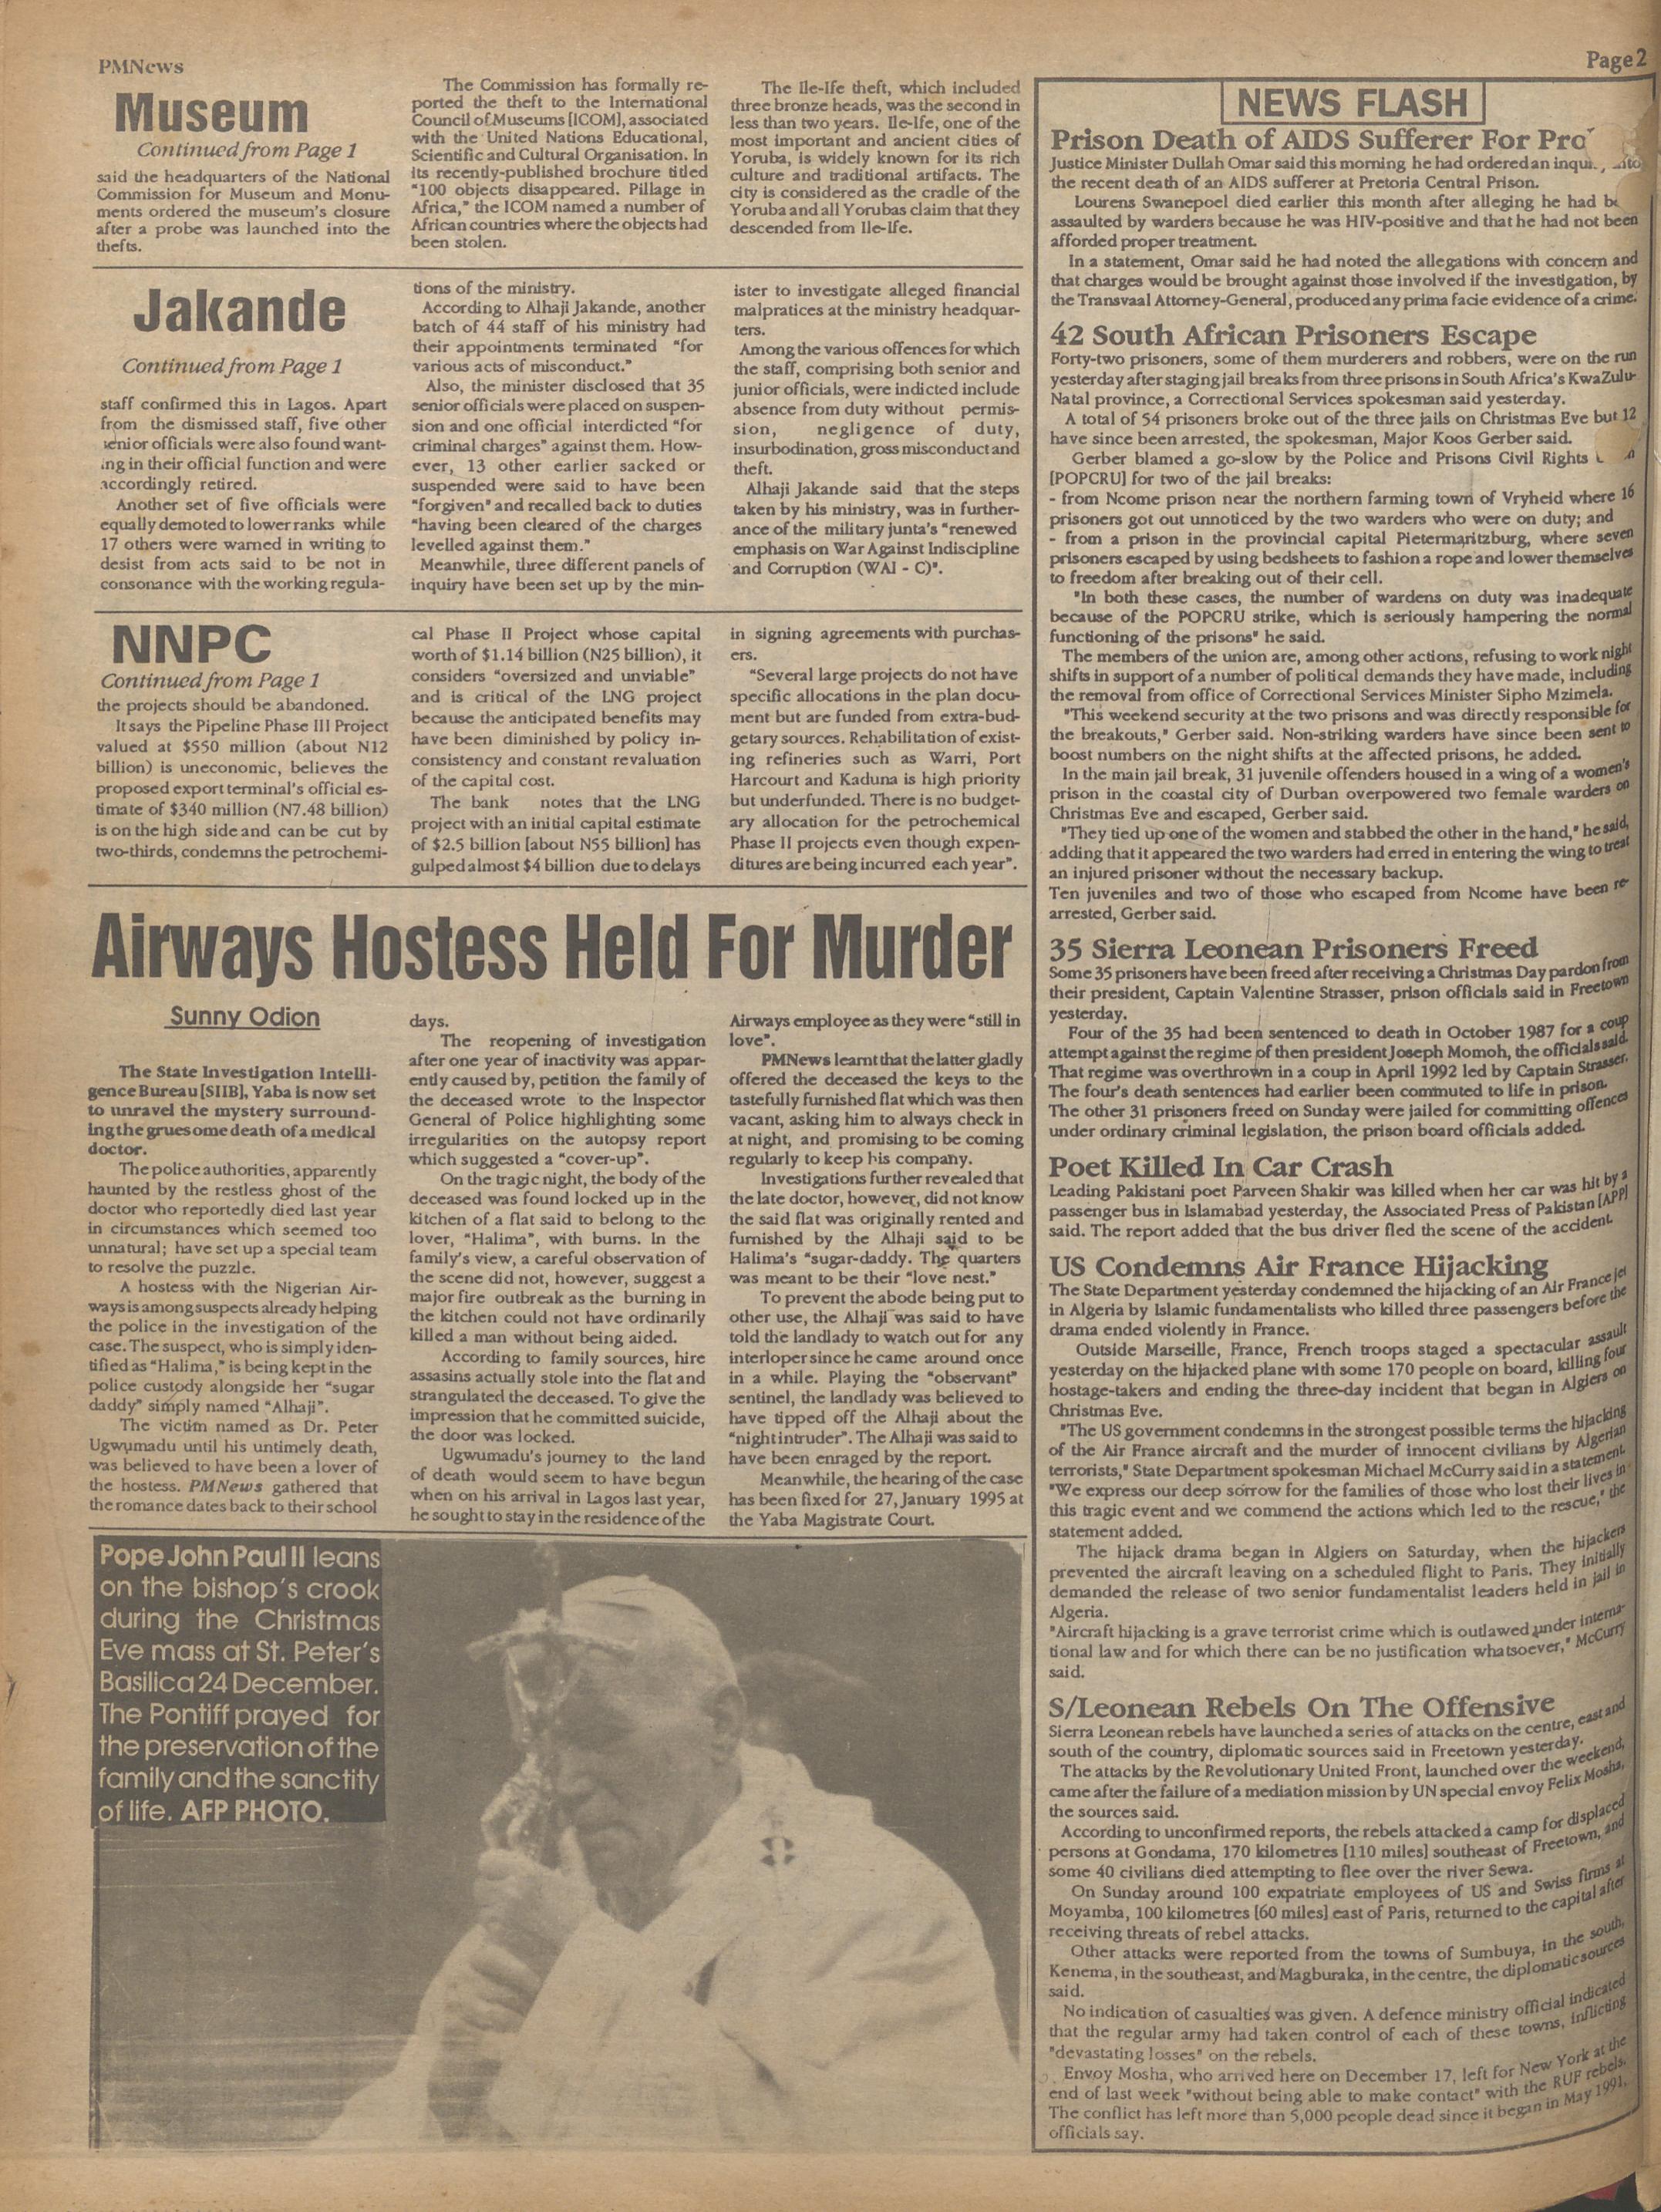 PMNews
Page 2
Museum
Continued from Page 1
said the headquarters of the National
Commission for Museum and Monu-
ments ordered the museum's closure
after a probe was launched into the
thefts.
The Commission has formally re-
ported the theft to the International
Council of Museums [ICOM], associated
with the United Nations Educational,
Scientific and Cultural Organisation. In
its recently-published brochure titled
"100 objects disappeared. Pillage in
Africa," the ICOM named a number of
African countries where the objects had
been stolen.
The Ile-Ife theft, which included
three bronze heads, was the second in
less than two years. Ile-Ife, one of the
most important and ancient cities of
Yoruba, is widely known for its rich
culture and traditional artifacts. The
city is considered as the cradle of the
Yoruba and all Yorubas claim that they
descended from Ile-Ife.
Jakande
Continued from Page 1
staff confirmed this in Lagos. Apart
from the dismissed staff, five other
senior officials were also found want-
ing in their official function and were
accordingly retired.
Another set of five officials were
equally demoted to lower ranks while
17 others were warned in writing to
desist from acts said to be not in
consonance with the working regula-
tions of the ministry.
According to Alhaji Jakande, another
batch of 44 staff of his ministry had
their appointments terminated "for
various acts of misconduct."
Also, the minister disclosed that 35
senior officials were placed on suspen-
sion and one official interdicted "for
criminal charges" against them. How-
ever, 13 other earlier sacked or
suspended were said to have been
"forgiven" and recalled back to duties
"having been cleared of the charges
levelled against them."
Meanwhile, three different panels of
inquiry have been set up by the min-
ister to investigate alleged financial
malpratices at the ministry headquar-
ters.
Among the various offences for which
the staff, comprising both senior and
junior officials, were indicted include
absence from duty without permis-
sion, negligence of duty,
insurbodination, gross misconduct and
theft.
Alhaji Jakande said that the steps
taken by his ministry, was in further-
ance of the military junta's "renewed
emphasis on War Against Indiscipline
and Corruption (WAI - C)".
NNPC
Continued from Page 1
the projects should be abandoned.
It says the Pipeline Phase III Project
valued at $550 million (about N12
billion) is uneconomic, believes the
proposed export terminal's official es-
timate of $340 million (N7.48 billion)
is on the high side and can be cut by
two-thirds, condemns the petrochemi-
cal Phase II Project whose capital
worth of $1.14 billion (N25 billion), it
considers "oversized and unviable"
and is critical of the LNG project
because the anticipated benefits may
have been diminished by policy in-
consistency and constant revaluation
of the capital cost.
The bank notes that the LNG
project with an initial capital estimate
of $2.5 billion [about N55 billion] has
gulped almost $4 billion due to delays
in signing agreements with purchas-
ers.
"Several large projects do not have
specific allocations in the plan docu-
ment but are funded from extra-bud-
getary sources. Rehabilitation of exist-
ing refineries such as Warri, Port
Harcourt and Kaduna is high priority
but underfunded. There is no budget-
ary allocation for the petrochemical
Phase II projects even though expen-
ditures are being incurred each year".
Airways Hostess Held For Murder
Sunny Odion
The State Investigation Intelli-
gence Bureau [SIIB], Yaba is now set
to unravel the mystery surround-
ing the gruesome death of a medical
doctor.
The police authorities, apparently
haunted by the restless ghost of the
doctor who reportedly died last year
in circumstances which seemed too
unnatural; have set up a special team
to resolve the puzzle.
A hostess with the Nigerian Air-
ways is among suspects already helping
the police in the investigation of the
case. The suspect, who is simply iden-
tified as "Halima," is being kept in the
police custody alongside her "sugar
daddy" simply named "Alhaji".
The victim named as Dr. Peter
Ugwumadu until his untimely death,
was believed to have been a lover of
the hostess. PMNews gathered that
the romance dates back to their school
days.
The reopening of investigation
after one year of inactivity was appar-
ently caused by, petition the family of
the deceased wrote to the Inspector
General of Police highlighting some
irregularities on the autopsy report
which suggested a "cover-up".
On the tragic night, the body of the
deceased was found locked up in the
kitchen of a flat said to belong to the
lover, "Halima", with burns. In the
family's view, a careful observation of
the scene did not, however, suggest a
major fire outbreak as the burning in
the kitchen could not have ordinarily
killed a man without being aided.
According to family sources, hire
assasins actually stole into the flat and
strangulated the deceased. To give the
impression that he committed suicide,
the door was locked.
Ugwumadu's journey to the land
of death would seem to have begun
when on his arrival in Lagos last year,
he sought to stay in the residence of the
Airways employee as they were "still in
love".
PMNews learnt that the latter gladly
offered the deceased the keys to the
tastefully furnished flat which was then
vacant, asking him to always check in
at night, and promising to be coming
regularly to keep his company.
Investigations further revealed that
the late doctor, however, did not know
the said flat was originally rented and
furnished by the Alhaji said to be
Halima's "sugar-daddy. The quarters
was meant to be their "love nest."
To prevent the abode being put to
other use, the Alhaji was said to have
told the landlady to watch out for any
interloper since he came around once
in a while. Playing the "observant"
sentinel, the landlady was believed to
have tipped off the Alhaji about the
"night intruder". The Alhaji was said to
have been enraged by the report.
Meanwhile, the hearing of the case
has been fixed for 27, January 1995 at
the Yaba Magistrate Court.
Pope John Paul II leans
on the bishop's crook
during the Christmas
Eve mass at St. Peter's
Basilica 24 December.
The Pontiff prayed for
the preservation of the
family and the sanctity
of life. AFP PHOTO.
NEWS FLASH
Prison Death of AIDS Sufferer For
Justice Minister Dullah Omar said this morning he had ordered an into
the recent death of an AIDS sufferer at Pretoria Central Prison.
Lourens Swanepoel died earlier this month after alleging he had
assaulted by warders because he was HIV-positive and that he had not been
afforded proper treatment.
In a statement, Omar said he had noted the allegations with concern and
that charges would be brought against those involved if the investigation, by
the Transvaal Attorney-General, produced any prima facie evidence of a crime.
42 South African Prisoners Escape
Forty-two prisoners, some of them murderers and robbers, were on the run
yesterday after staging jail breaks from three prisons in South Africa's KwaZulu-
Natal province, a Correctional Services spokesman said yesterday.
A total of 54 prisoners broke out of the three jails on Christmas Eve but 12
have since been arrested, the spokesman, Major Koos Gerber said.
Gerber blamed a go-slow by the Police and Prisons Civil Rights
[POPCRU] for two of the jail breaks:
- from Ncome prison near the northern farming town of Vryheid where 16
prisoners got out unnoticed by the two warders who were on duty; and
- from a prison in the provincial capital Pietermaritzburg, where seven
prisoners escaped by using bedsheets to fashion a rope and lower themselves
to freedom after breaking out of their cell.
"In both these cases, the number of wardens on duty was inadequate
because of the POPCRU strike, which is seriously hampering the normal
functioning of the prisons" he said.
The members of the union are, among other actions, refusing to work night
shifts in support of a number of political demands they have made, including
the removal from office of Correctional Services Minister Sipho Mzimela.
"This weekend security at the two prisons and was directly responsible for
the breakouts," Gerber said. Non-striking warders have since been sent to
boost numbers on the night shifts at the affected prisons, he added.
In the main jail break, 31 juvenile offenders housed in a wing of a women's
prison in the coastal city of Durban overpowered two female warders on
Christmas Eve and escaped, Gerber said.
"They tied up one of the women and stabbed the other in the hand," he said,
adding that it appeared the two warders had erred in entering the wing to treat
an injured prisoner without the necessary backup.
Ten juveniles and two of those who escaped from Ncome have been re-
arrested, Gerber said.
35 Sierra Leonean Prisoners Freed
Some 35 prisoners have been freed after receiving a Christmas Day pardon from
their president, Captain Valentine Strasser, prison officials said in Freetown
yesterday.
Four of the 35 had been sentenced to death in October 1987 for a coup
attempt against the regime of then president Joseph Momoh, the officials said.
That regime was overthrown in a coup in April 1992 led by Captain Strasser.
The four's death sentences had earlier been commuted to life in prison.
The other 31 prisoners freed on Sunday were jailed for committing offences
under ordinary criminal legislation, the prison board officials added.
Poet Killed In Car Crash
Leading Pakistani poet Parveen Shakir was killed when her car was hit by a
passenger bus in Islamabad yesterday, the Associated Press of Pakistan [APP]
said. The report added that the bus driver fled the scene of the accident.
US Condemns Air France Hijacking
The State Department yesterday condemned the hijacking of an Air France jet
in Algeria by Islamic fundamentalists who killed three passengers before the
drama ended violently in France.
Outside Marseille, France, French troops staged a spectacular assault
yesterday on the hijacked plane with some 170 people on board, killing four
hostage-takers and ending the three-day incident that began in Algiers on
Christmas Eve.
"The US government condemns in the strongest possible terms the hijacking
of the Air France aircraft and the murder of innocent civilians by Algerian
terrorists," State Department spokesman Michael McCurry said in a statement.
"We express our deep sorrow for the families of those who lost their lives in
this tragic event and we commend the actions which led to the rescue," the
statement added.
The hijack drama began in Algiers on Saturday, when the hijackers
prevented the aircraft leaving on a scheduled flight to Paris. They initially
demanded the release of two senior fundamentalist leaders held in jail in
Algeria.
"Aircraft hijacking is a grave terrorist crime which is outlawed under interna-
tional law and for which there can be no justification whatsoever," McCurry
said.
S/Leonean Rebels On The Offensive
Sierra Leonean rebels have launched a series of attacks on the centre, east and
south of the country, diplomatic sources said in Freetown yesterday.
The attacks by the Revolutionary United Front, launched over the weekend,
came after the failure of a mediation mission by UN special envoy Felix Mosha,
the sources said.
According to unconfirmed reports, the rebels attacked a camp for displaced
persons at Gondama, 170 kilometres [110 miles] southeast of Freetown, and
some 40 civilians died attempting to flee over the river Sewa.
On Sunday around 100 expatriate employees of US and Swiss firms at
Moyamba, 100 kilometres [60 miles] east of Paris, returned to the capital after
receiving threats of rebel attacks.
Other attacks were reported from the towns of Sumbuya, in the south,
Kenema, in the southeast, and Magburaka, in the centre, the diplomatic sources
said.
No indication of casualties was given. A defence ministry official indicated
that the regular army had taken control of each of these towns, inflicting
"devastating losses" on the rebels.
Envoy Mosha, who arrived here on December 17, left for New York at the
end of last week "without being able to make contact" with the RUF rebels.
The conflict has left more than 5,000 people dead since it began in May 1991,
officials say.